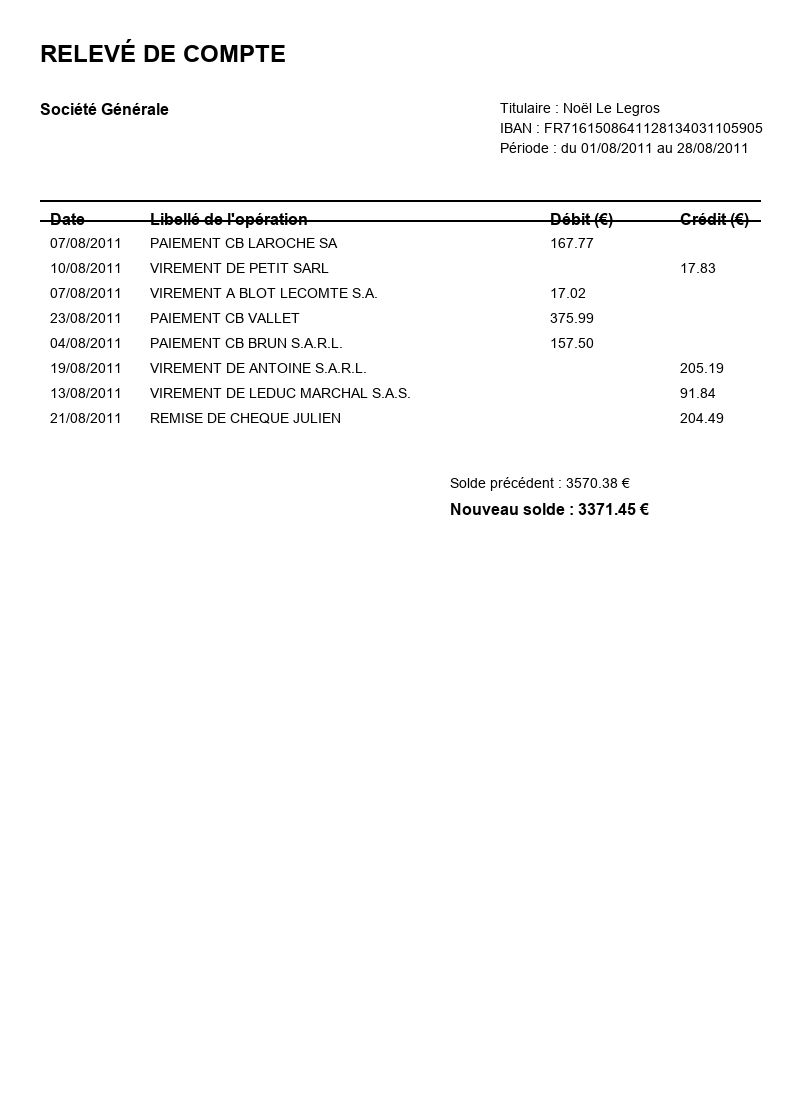 RELEVÉ DE COMPTE
Société Générale
Titulaire : Noël Le Legros
IBAN : FR7161508641128134031105905
Période : du 01/08/2011 au 28/08/2011
Date Libellé de l'opération Débit (€) Crédit (€)
07/08/2011 PAIEMENT CB LAROCHE SA 167.77
10/08/2011 VIREMENT DE PETIT SARL 17.83
07/08/2011 VIREMENT A BLOT LECOMTE S.A. 17.02
23/08/2011 PAIEMENT CB VALLET 375.99
04/08/2011 PAIEMENT CB BRUN S.A.R.L. 157.50
19/08/2011 VIREMENT DE ANTOINE S.A.R.L. 205.19
13/08/2011 VIREMENT DE LEDUC MARCHAL S.A.S. 91.84
21/08/2011 REMISE DE CHEQUE JULIEN 204.49
Solde précédent : 3570.38 €
Nouveau solde : 3371.45 €